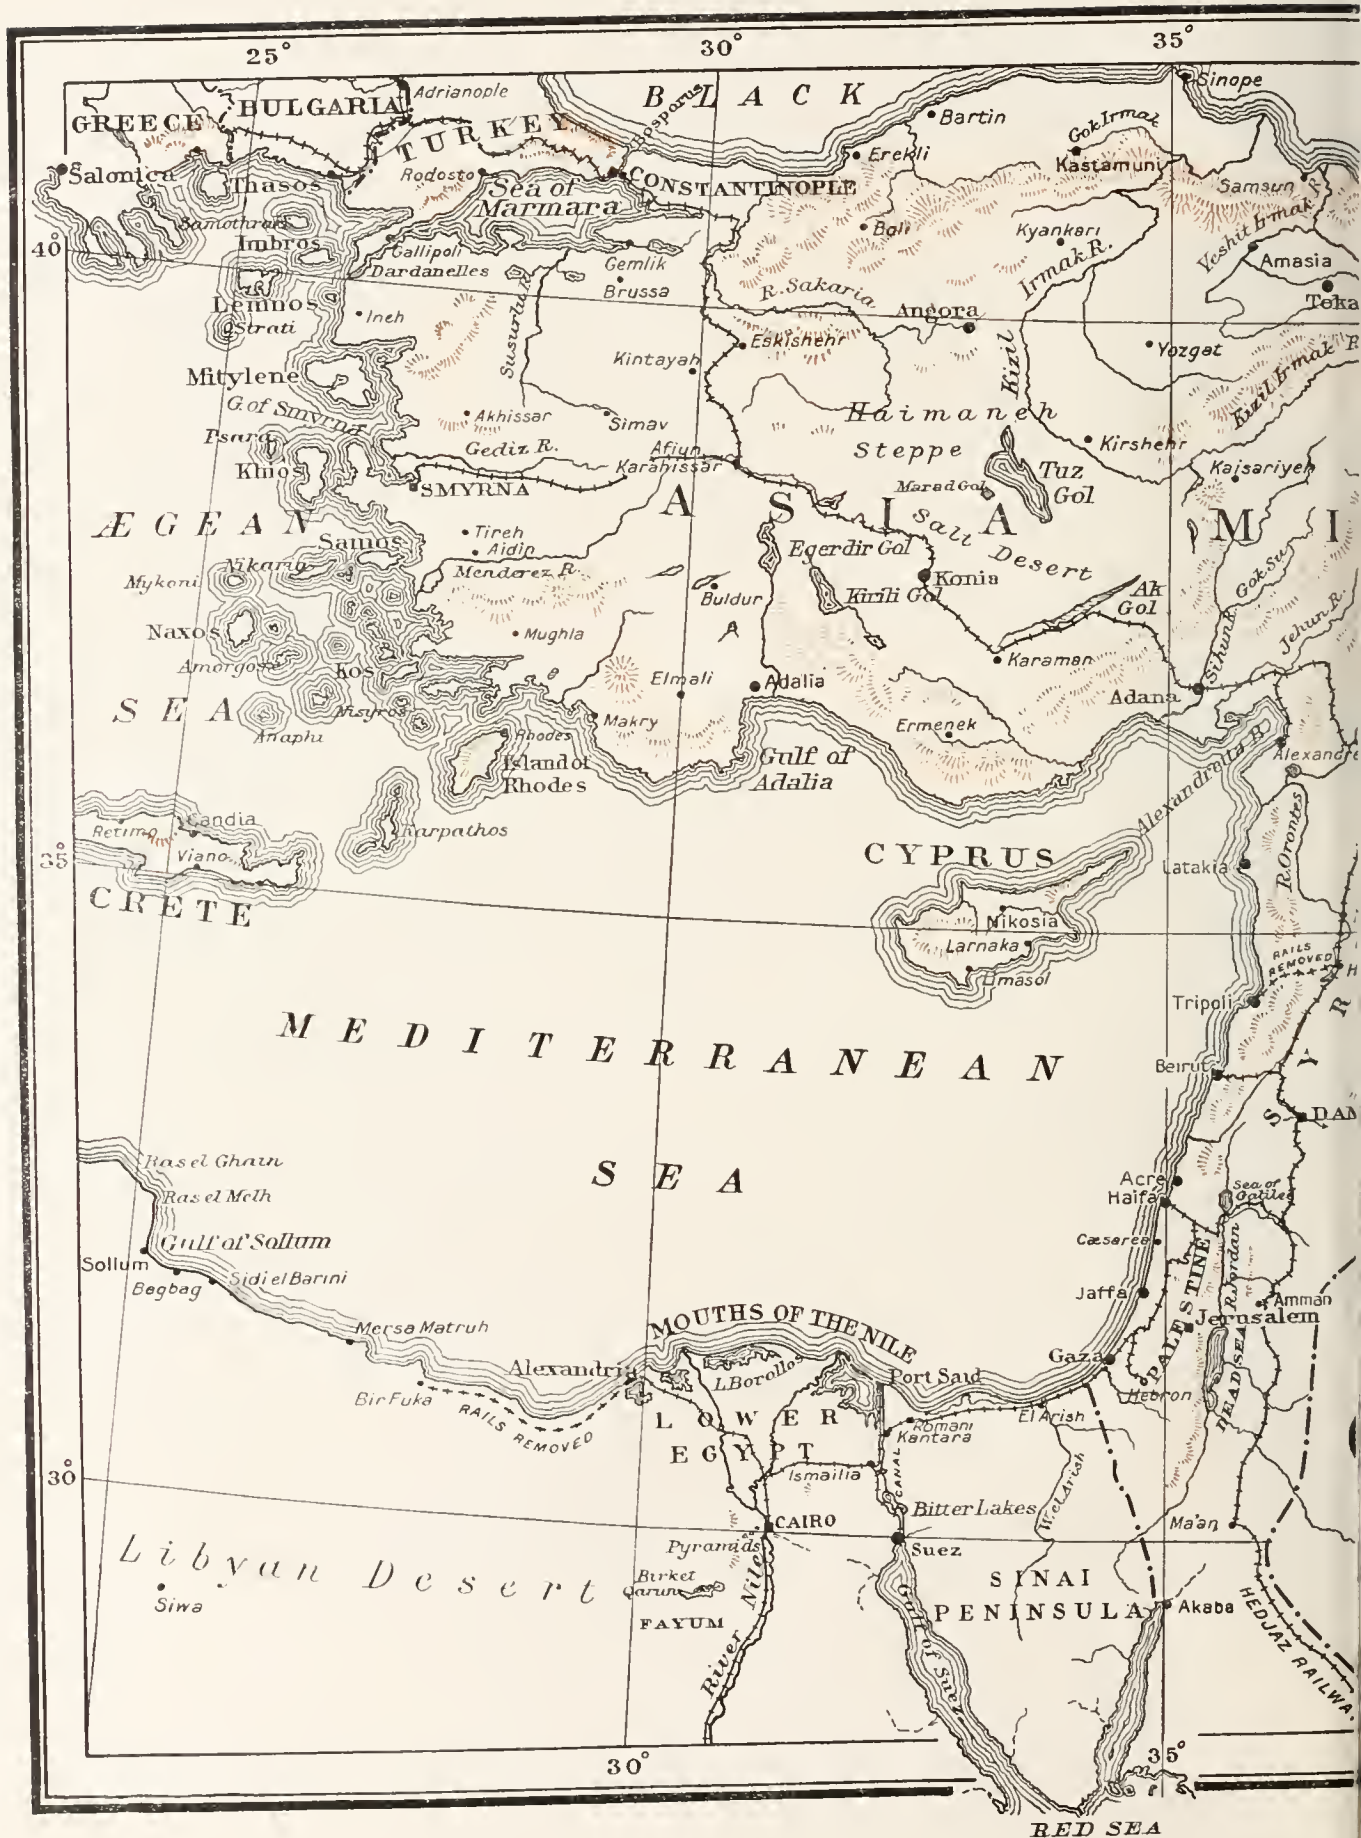 25°
30°
35°
BLACK
Sinope
GREECE
BULGARIA
Adrianople
TURKEY
Bosporus
Bartin
Gok Irmak
Salonica
Thasos
Rodosto
Sea of
Marmara
CONSTANTINOPLE
Erekli
Kastamuni
Samsun
Samothraki
Imbros
Gallipoli
Dardanelles
Gemlik
Brussa
Boli
Kyankari
Irmak R.
Yeshit Irmak
R
Amasia
40°
Lemnos
Strati
Ineh
Susurlu R.
R. Sakaria
Angora
Toka
Eskishehr
Kintayah
Kizil
Yozgat
Kizil Irmak R
Mitylene
G. of Smyrna
Akhissar
Simav
Haimaneh
Steppe
Psara
Khios
Gediz R.
Afiun
Karahissar
Kirshehr
Kaisariyeh
SMYRNA
Marad Gol
Tuz
Gol
ASIA MI
ÆGEAN
SEA
Salt Desert
Samos
Tireh
Aidin
Menderez R.
Egerdir Gol
Nikaria
Mykoni
Buldur
Kirili Gol
Konia
Ak
Gol
Gok Su
Jehun R.
Sihun R
Naxos
Mughla
Karaman
Amorgos
Kos
Elmali
Adalia
Adana
Nisyros
Anaphi
Makry
Ermenek
Rhodes
Island of
Rhodes
Gulf of
Adalia
Alexandretta B.
Alexandre
Retimo
Candia
Viano
Karpathos
35°
CRETE
CYPRUS
Nikosia
Larnaka
Limasol
Latakia
R. Orontes
RAILS
REMOVED
H
Tripoli
MEDITERRANEAN
SEA
Beirut
SYR
DAM
Ras el Ghain
Ras el Melh
Gulf of Sollum
Sollum
Bagbag
Sidi el Barini
Mersa Matruh
Acre
Haifa
Sea of
Galilee
Cæsarea
R. Jordan
PALESTINE
Jaffa
Amman
Jerusalem
MOUTHS OF THE NILE
Gaza
Hebron
DEAD SEA
Alexandria
L. Borollos
Port Said
Bir Fuka
RAILS REMOVED
LOWER
EGYPT
Romani
Kantara
El Arish
W. el Arish
Ismailia
CANAL
30°
CAIRO
Bitter Lakes
Ma'an
Pyramids
Suez
Libyan Desert
Siwa
Birket
Qarun
FAYUM
River Nile
Gulf of Suez
SINAI
PENINSULA
Akaba
HEDJAZ RAILWA.
30°
35°
RED SEA